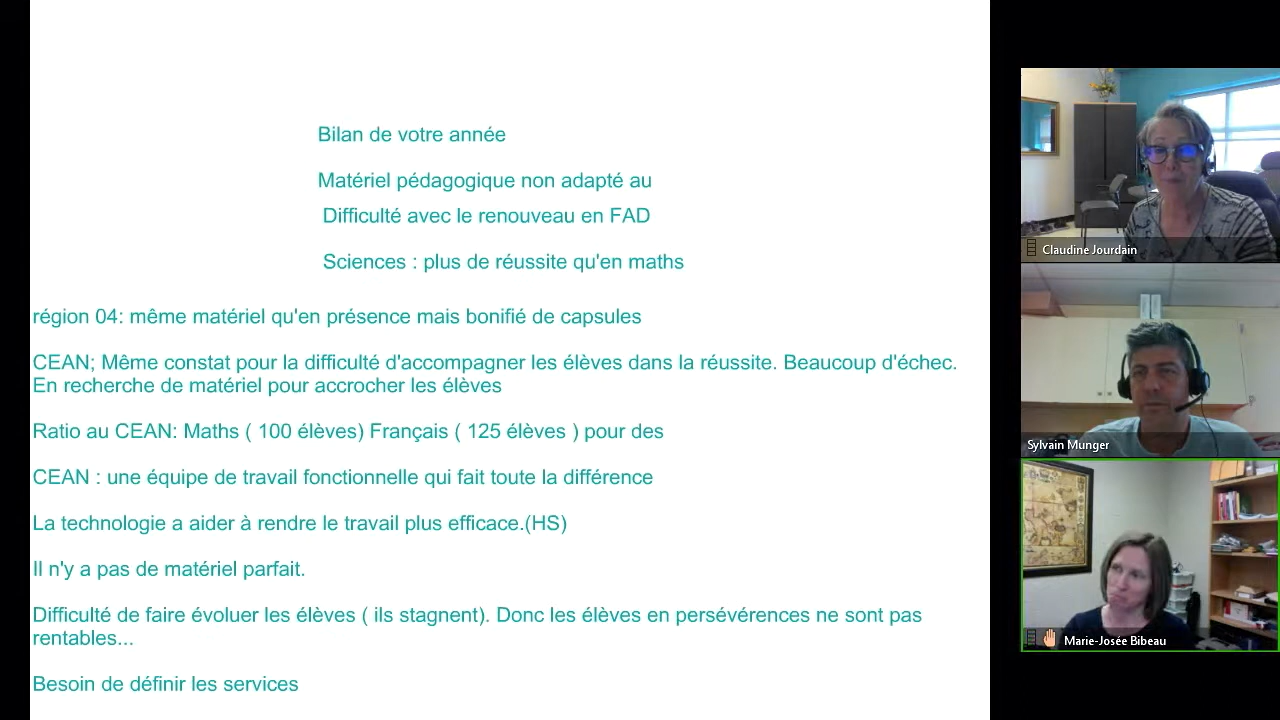 Bilan de votre année
Matériel pédagogique non adapté au
Difficulté avec le renouveau en FAD
Sciences : plus de réussite qu'en maths
région 04: même matériel qu'en présence mais bonifié de capsules
CEAN; Même constat pour la difficulté d'accompagner les élèves dans la réussite. Beaucoup d'échec.
En recherche de matériel pour accrocher les élèves
Ratio au CEAN: Maths ( 100 élèves) Français ( 125 élèves ) pour des
CEAN : une équipe de travail fonctionnelle qui fait toute la différence
La technologie a aider à rendre le travail plus efficace.(HS)
Il n'y a pas de matériel parfait.
Difficulté de faire évoluer les élèves ( ils stagnent). Donc les élèves en persévérences ne sont pas
rentables...
Besoin de définir les services
Claudine Jourdain
Sylvain Munger
Marie-Josée Bibeau